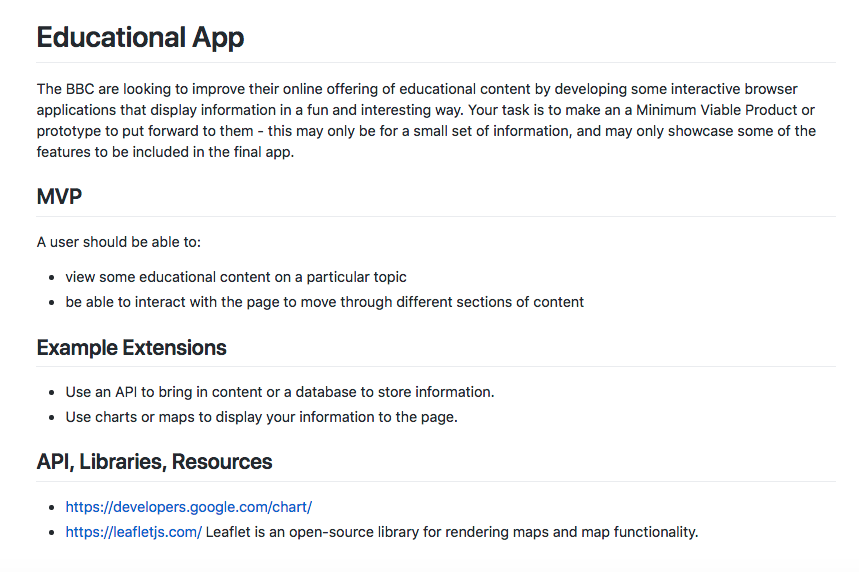 Educational App
The BBC are looking to improve their online offering of educational content by developing some interactive browser
applications that display information in a fun and interesting way. Your task is to make an a Minimum Viable Product or
prototype to put forward to them - this may only be for a small set of information, and may only showcase some of the
features to be included in the final app.
MVP
A user should be able to:
• view some educational content on a particular topic
• be able to interact with the page to move through different sections of content
Example Extensions
• Use an API to bring in content or a database to store information.
• Use charts or maps to display your information to the page.
API, Libraries, Resources
• https://developers.google.com/chart/
• https://leafletjs.com/ Leaflet is an open-source library for rendering maps and map functionality.